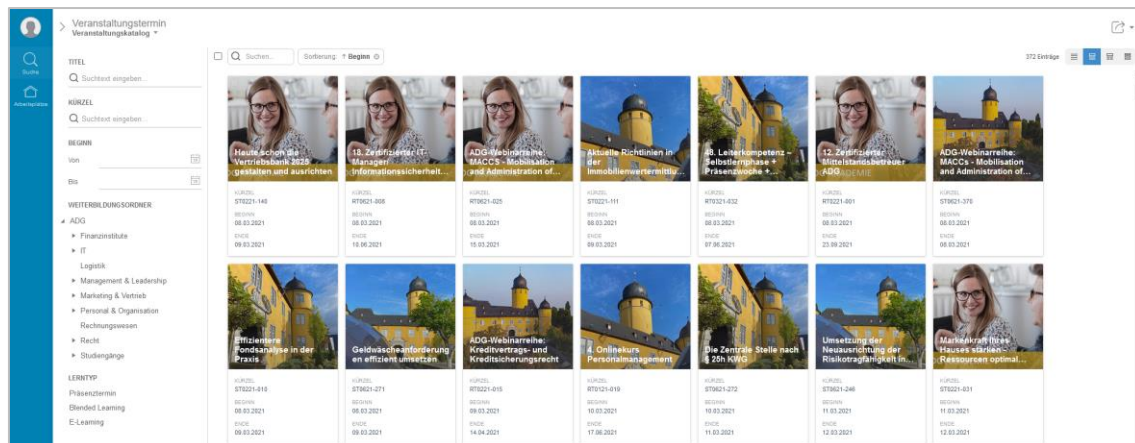 Veranstaltungstermin
Veranstaltungskatalog
Suche
Arbeitsplätze
TITEL
Suchtext eingeben...
KÜRZEL
Suchtext eingeben...
BEGINN
Von
Bis
WEITERBILDUNGSORDNER
ADG
Finanzinstitute
IT
Logistik
Management & Leadership
Marketing & Vertrieb
Personal & Organisation
Rechnungswesen
Recht
Studiengänge
LERNTYP
Präsenztermin
Blended Learning
E-Learning
Suchen...
Sortierung: Beginn
372 Einträge
Heute schon die
Vertriebsbank 2025
gestalten und ausrichten
KÜRZEL
ST0221-140
BEGINN
08.03.2021
ENDE
09.03.2021
18. Zertifizierter IT-
Manager/
Informationssicherheit...
KÜRZEL
BEGINN
08.03.2021
ENDE
18.06.2021
ADG-Webinarreihe:
MACCs - Mobilisation
and Administration of...
KÜRZEL
RT0621-025
BEGINN
08.03.2021
ENDE
15.03.2021
Aktuelle Richtlinien in
der
Immobilienwertermittlu...
KÜRZEL
ST0221-111
BEGINN
08.03.2021
ENDE
09.03.2021
48. Leiterkompetenz –
Selbstlernphase +
Präsenzwoche +...
KÜRZEL
RT0321-032
BEGINN
08.03.2021
ENDE
07.06.2021
12. Zertifizierter
Mittelstandsbetreuer
ADG
KÜRZEL
RT0221-001
BEGINN
08.03.2021
ENDE
23.09.2021
ADG-Webinarreihe:
MACCs - Mobilisation
and Administration of...
KÜRZEL
ST0621-370
BEGINN
08.03.2021
ENDE
08.03.2021
Effizientere
Fondsanalyse in der
Praxis
KÜRZEL
ST0221-010
BEGINN
08.03.2021
ENDE
09.03.2021
Geldwäscheanforderung
en effizient umsetzen
KÜRZEL
ST0621-271
BEGINN
08.03.2021
ENDE
09.03.2021
ADG-Webinarreihe:
Kreditvertrags- und
Kreditsicherungsrecht
KÜRZEL
RT0221-015
BEGINN
09.03.2021
ENDE
14.04.2021
4. Onlinekurs
Personalmanagement
KÜRZEL
RT0121-019
BEGINN
10.03.2021
ENDE
17.06.2021
Die Zentrale Stelle nach
§ 25h KWG
KÜRZEL
ST0621-272
BEGINN
10.03.2021
ENDE
11.03.2021
Umsetzung der
Neuausrichtung der
Risikotragfähigkeit in...
KÜRZEL
ST0621-246
BEGINN
11.03.2021
ENDE
12.03.2021
Markenkraft Ihres
Hauses stärken –
Ressourcen optimal...
KÜRZEL
ST0221-031
BEGINN
11.03.2021
ENDE
12.03.2021